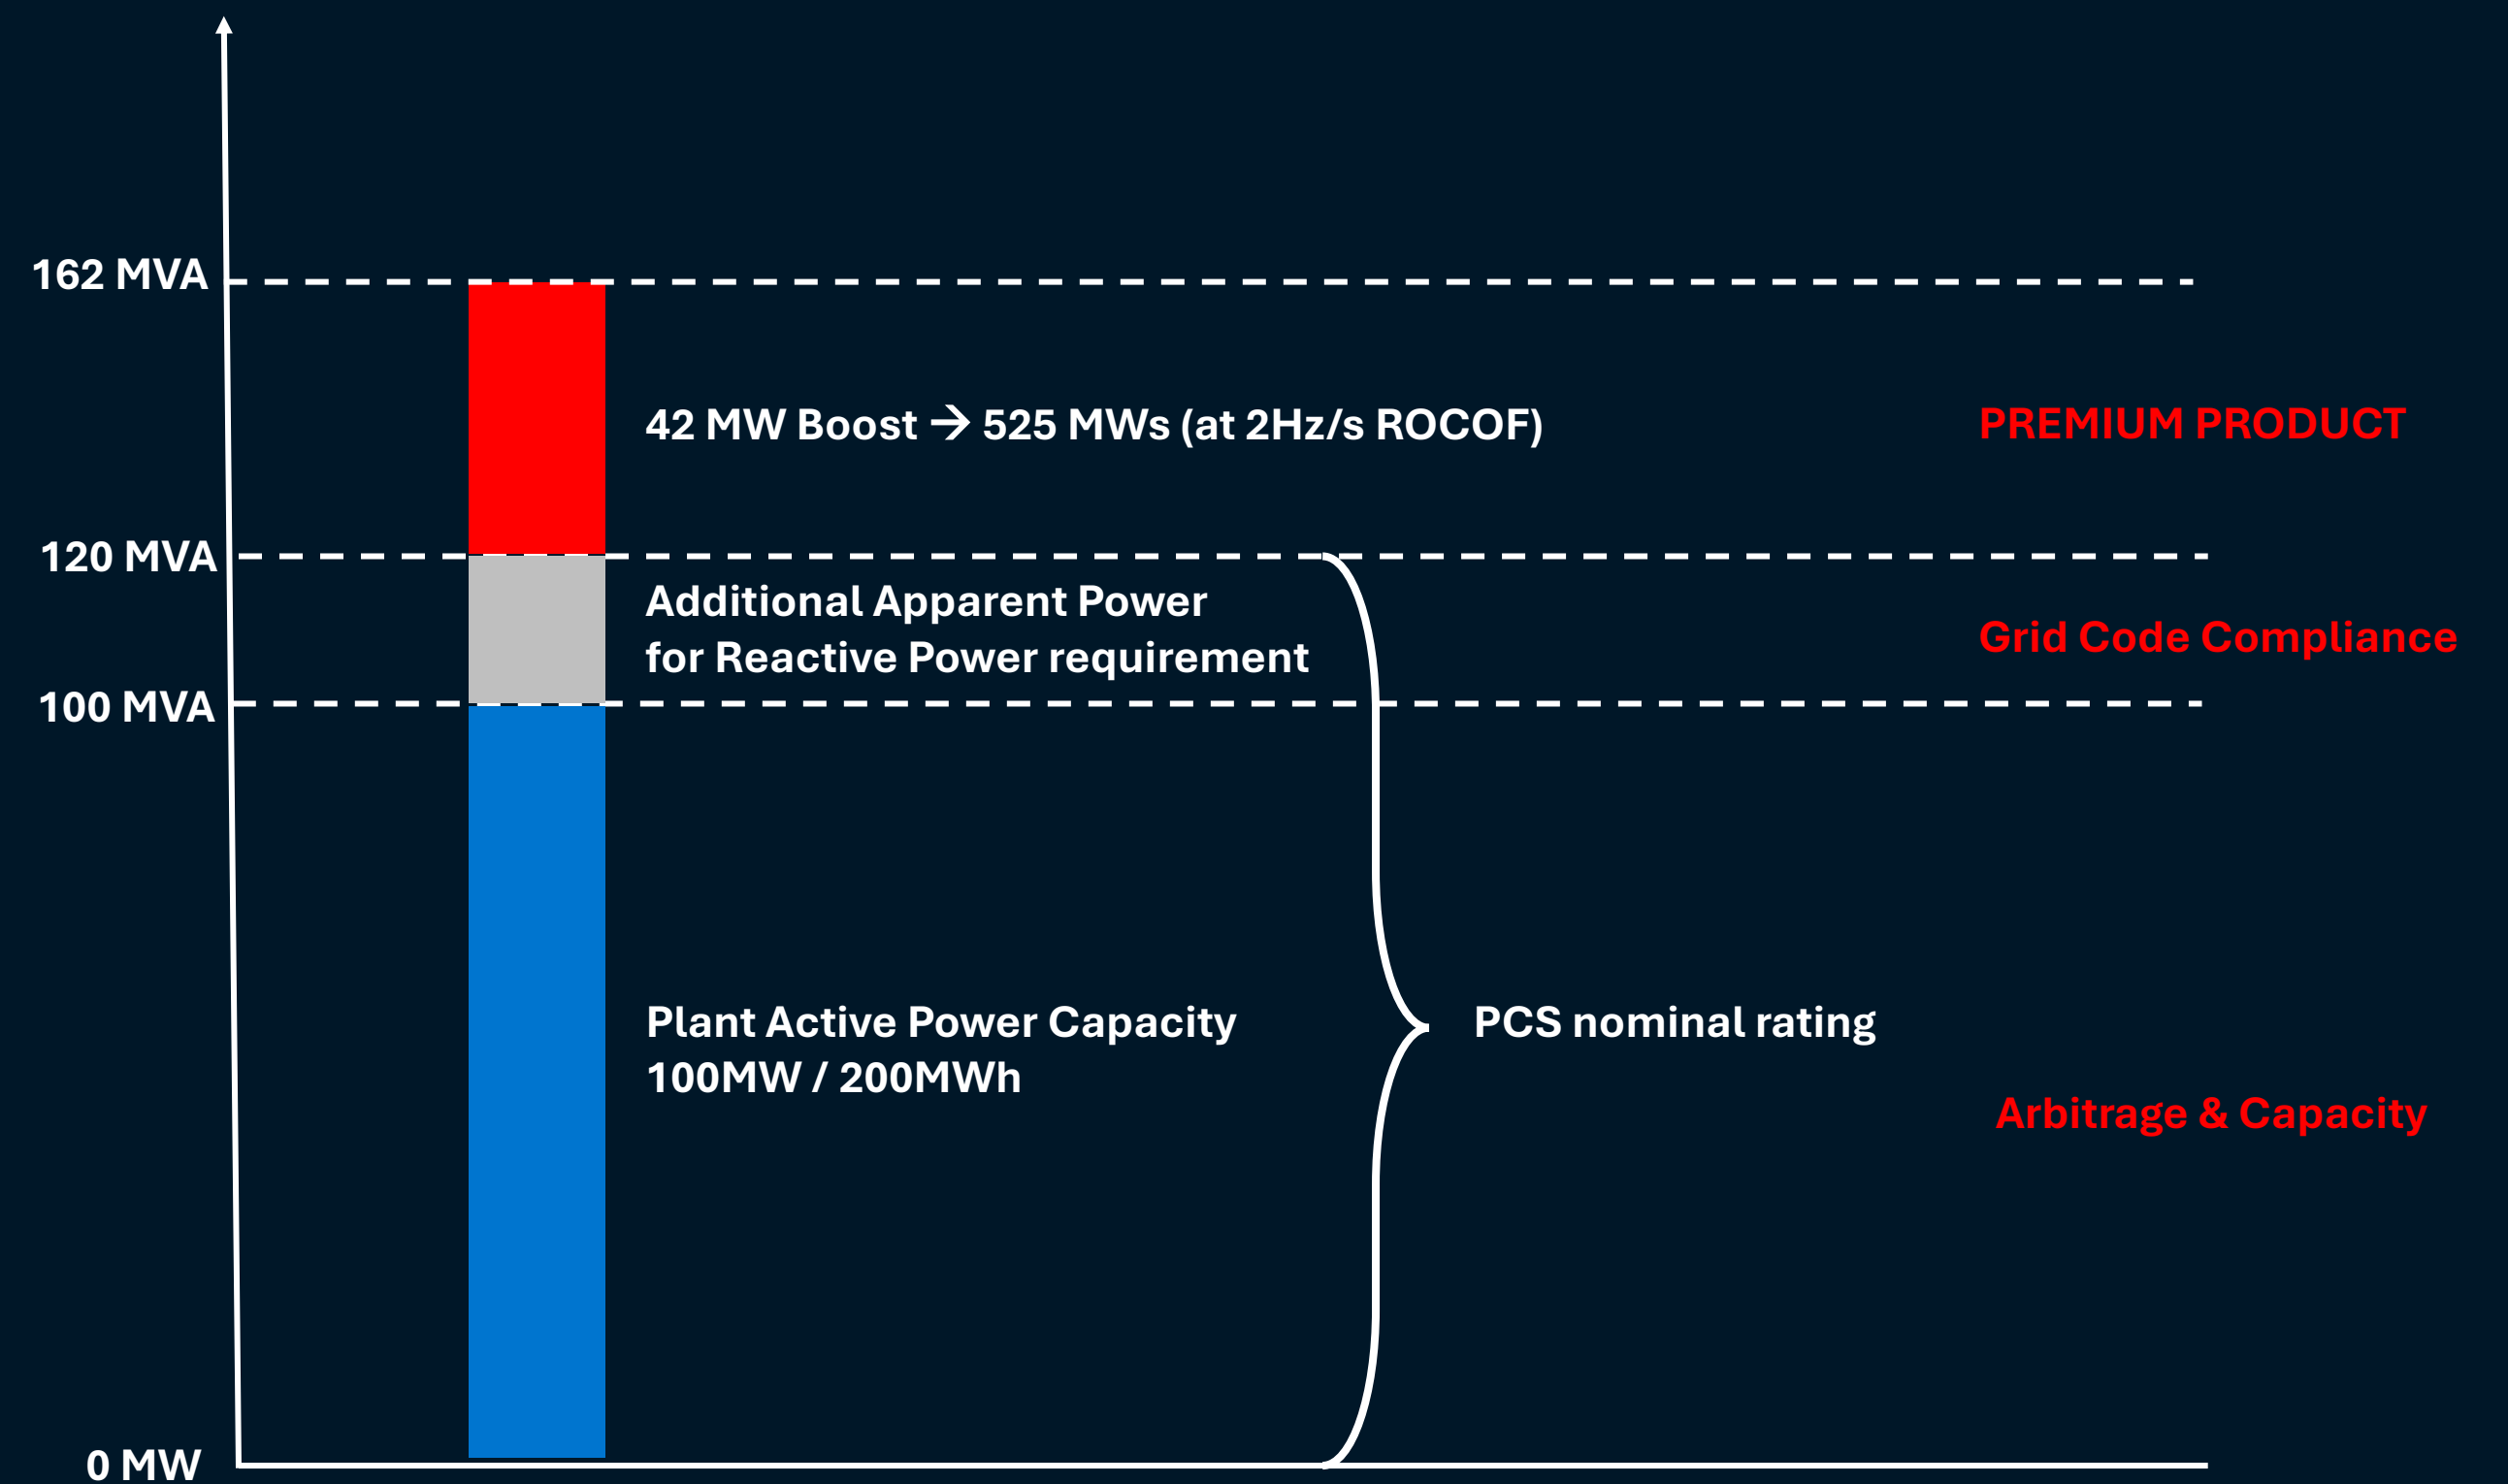 162 MVA
42 MW Boost → 525 MWs (at 2Hz/s ROCOF)
PREMIUM PRODUCT
120 MVA
Additional Apparent Power
for Reactive Power requirement
Grid Code Compliance
100 MVA
Plant Active Power Capacity
100MW / 200MWh
PCS nominal rating
Arbitrage & Capacity
0 MW